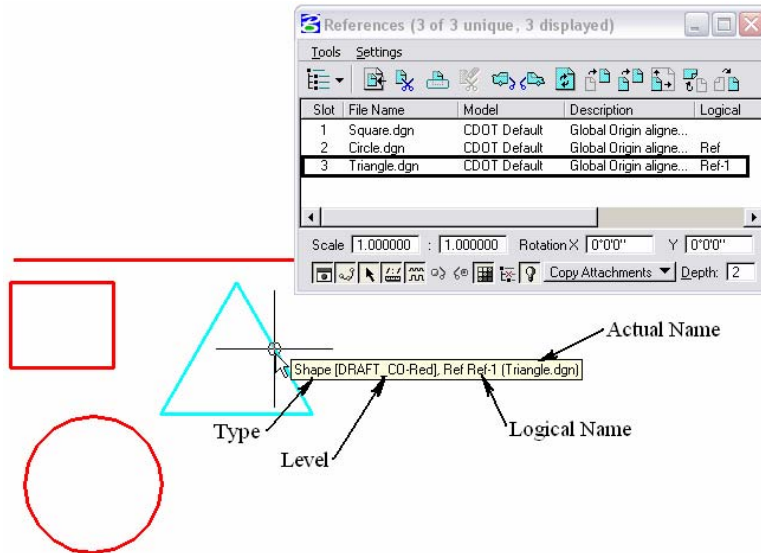 References (3 of 3 unique, 3 displayed)
Tools Settings
Slot File Name Model Description Logical
1 Square.dgn CDOT Default Global Origin aligne...
2 Circle.dgn CDOT Default Global Origin aligne... Ref
3 Triangle.dgn CDOT Default Global Origin aligne... Ref-1
Scale 1.000000 : 1.000000 Rotation X 0°0'0" Y 0°0'0"
Copy Attachments Depth: 2
Actual Name
Shape [DRAFT_CO-Red], Ref Ref-1 (Triangle.dgn)
Type
Logical Name
Level